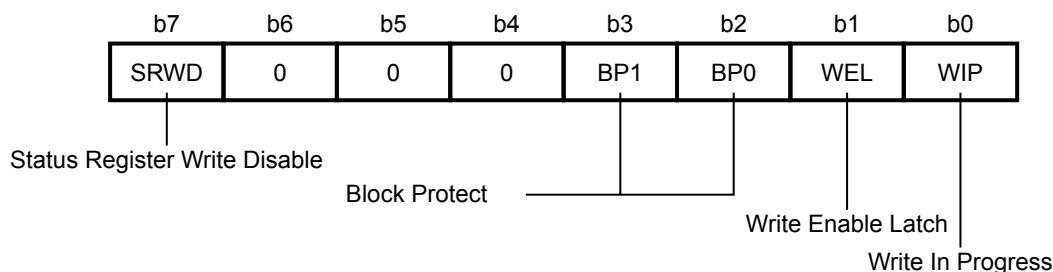 b7 b6 b5 b4 b3 b2 b1 b0
SRWD 0 0 0 BP1 BP0 WEL WIP
Status Register Write Disable
Block Protect
Write Enable Latch
Write In Progress